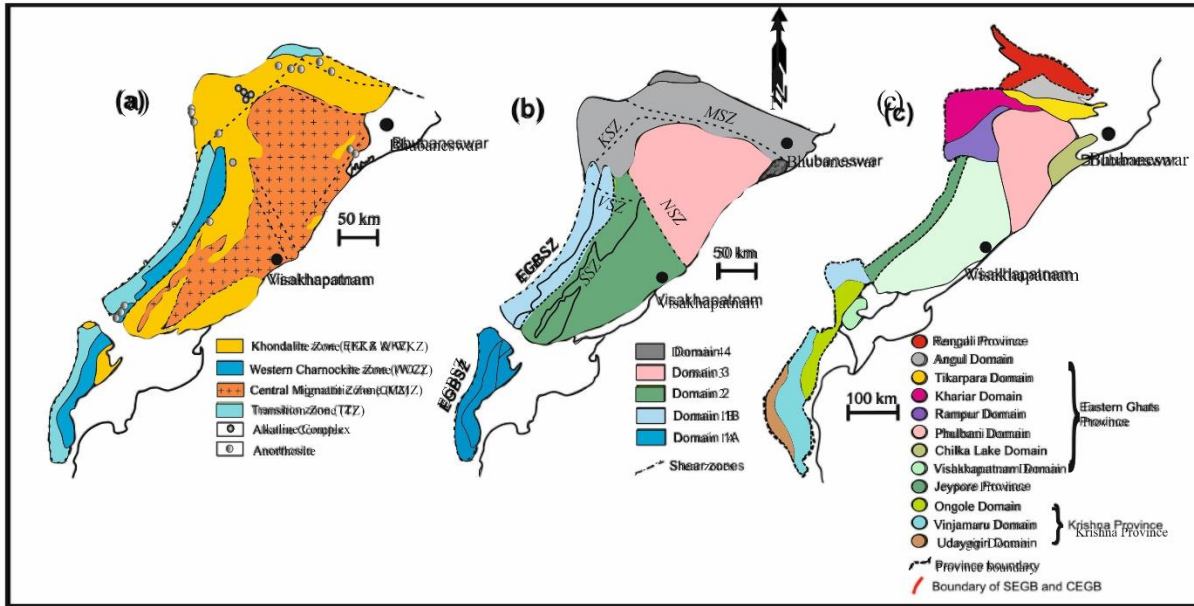 (a)
Bhubaneswar
50 km
Visakhapatnam
Khondalite zone (EKZ & WKZ)
Western Charnockite zone (WCZ)
Central Migmatitic Zone (CMZ)
Transition Zone (TZ)
Alkaline Complex
Anorthosite
(b)
N
KSZ
MSZ
Bhubaneswar
VSZ
NSZ
EGBSZ
SSZ
50 km
Visakhapatnam
EGBSZ
Domain 4
Domain 3
Domain 2
Domain 1B
Domain 1A
Shear zones
(c)
Bhubaneswar
Visakhapatnam
100 km
Rengali Province
Angul Domain
Tikarpara Domain
Khariar Domain
Rampur Domain
Phulbani Domain
Chilka Lake Domain
Visakhapatnam Domain
Eastern Ghats
Province
Jeypore Province
Ongole Domain
Vinjamuru Domain
Udayagiri Domain
Krishna Province
Krishna Province
Province boundary
Boundary of SEGB and CEGB